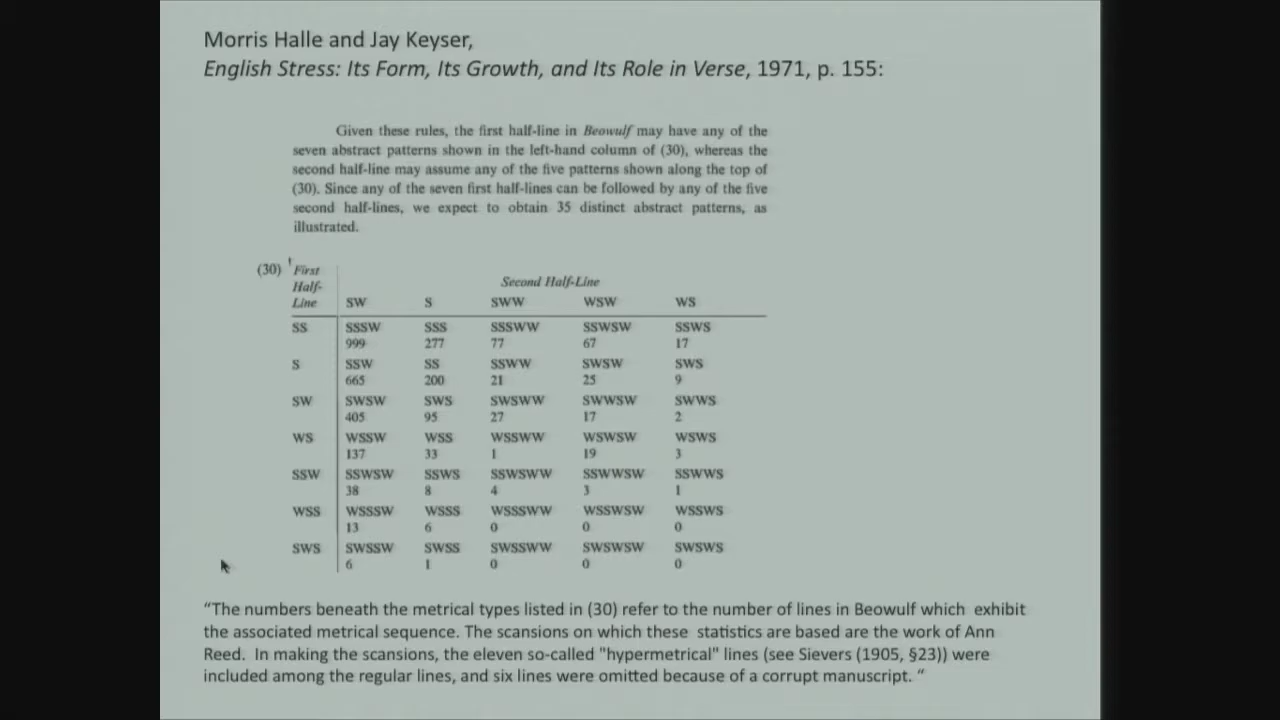 Morris Halle and Jay Keyser,
English Stress: Its Form, Its Growth, and Its Role in Verse, 1971, p. 155:
Given these rules, the first half-line in Beowulf may have any of the
seven abstract patterns shown in the left-hand column of (30), whereas the
second half-line may assume any of the five patterns shown along the top of
(30). Since any of the seven first half-lines can be followed by any of the five
second half-lines, we expect to obtain 35 distinct abstract patterns, as
illustrated.
(30) First
Half- Second Half-Line
Line SW S SWW WSW WS
SS SSSW SSS SSSWW SSWSW SSWS
999 277 77 67 17
S SSW SS SSWW SWSW SWS
665 200 21 25 9
SW SWSW SWS SWSWW SWWSW SWWS
405 95 27 17 2
WS WSSW WSS WSSWW WSWSW WSWS
137 33 1 19 3
SSW SSWSW SSWS SSWSWW SSWWSW SSWWS
38 8 4 3 1
WSS WSSSW WSSS WSSSWW WSSWSW WSSWS
13 6 0 0 0
SWS SWSSW SWSS SWSSWW SWSWSW SWSWS
6 1 0 0 0
“The numbers beneath the metrical types listed in (30) refer to the number of lines in Beowulf which exhibit
the associated metrical sequence. The scansions on which these statistics are based are the work of Ann
Reed. In making the scansions, the eleven so-called "hypermetrical" lines (see Sievers (1905, §23)) were
included among the regular lines, and six lines were omitted because of a corrupt manuscript. “